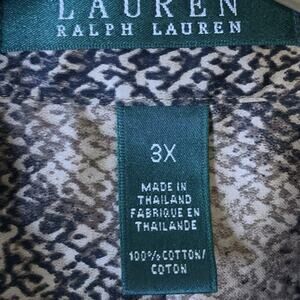 LAUREN
RALPH LAUREN
3X
MADE IN
THAILAND
FABRIQUE EN
THAILANDE
100% COTTON/
COTON